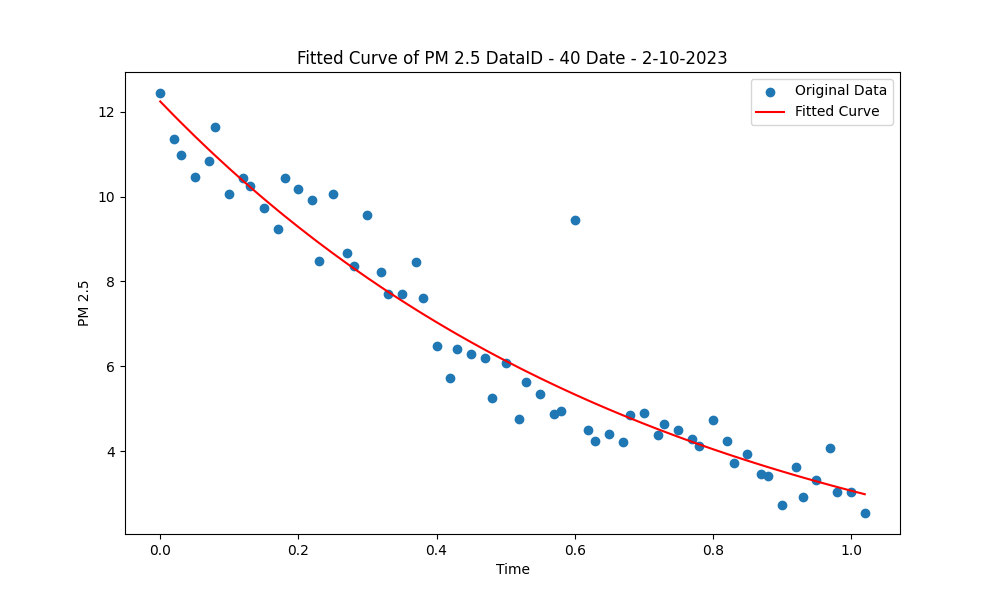 Fitted Curve of PM 2.5 DataID - 40 Date - 2-10-2023
Original Data
Fitted Curve
12
10
8
6
4
PM 2.5
0.0 0.2 0.4 0.6 0.8 1.0
Time